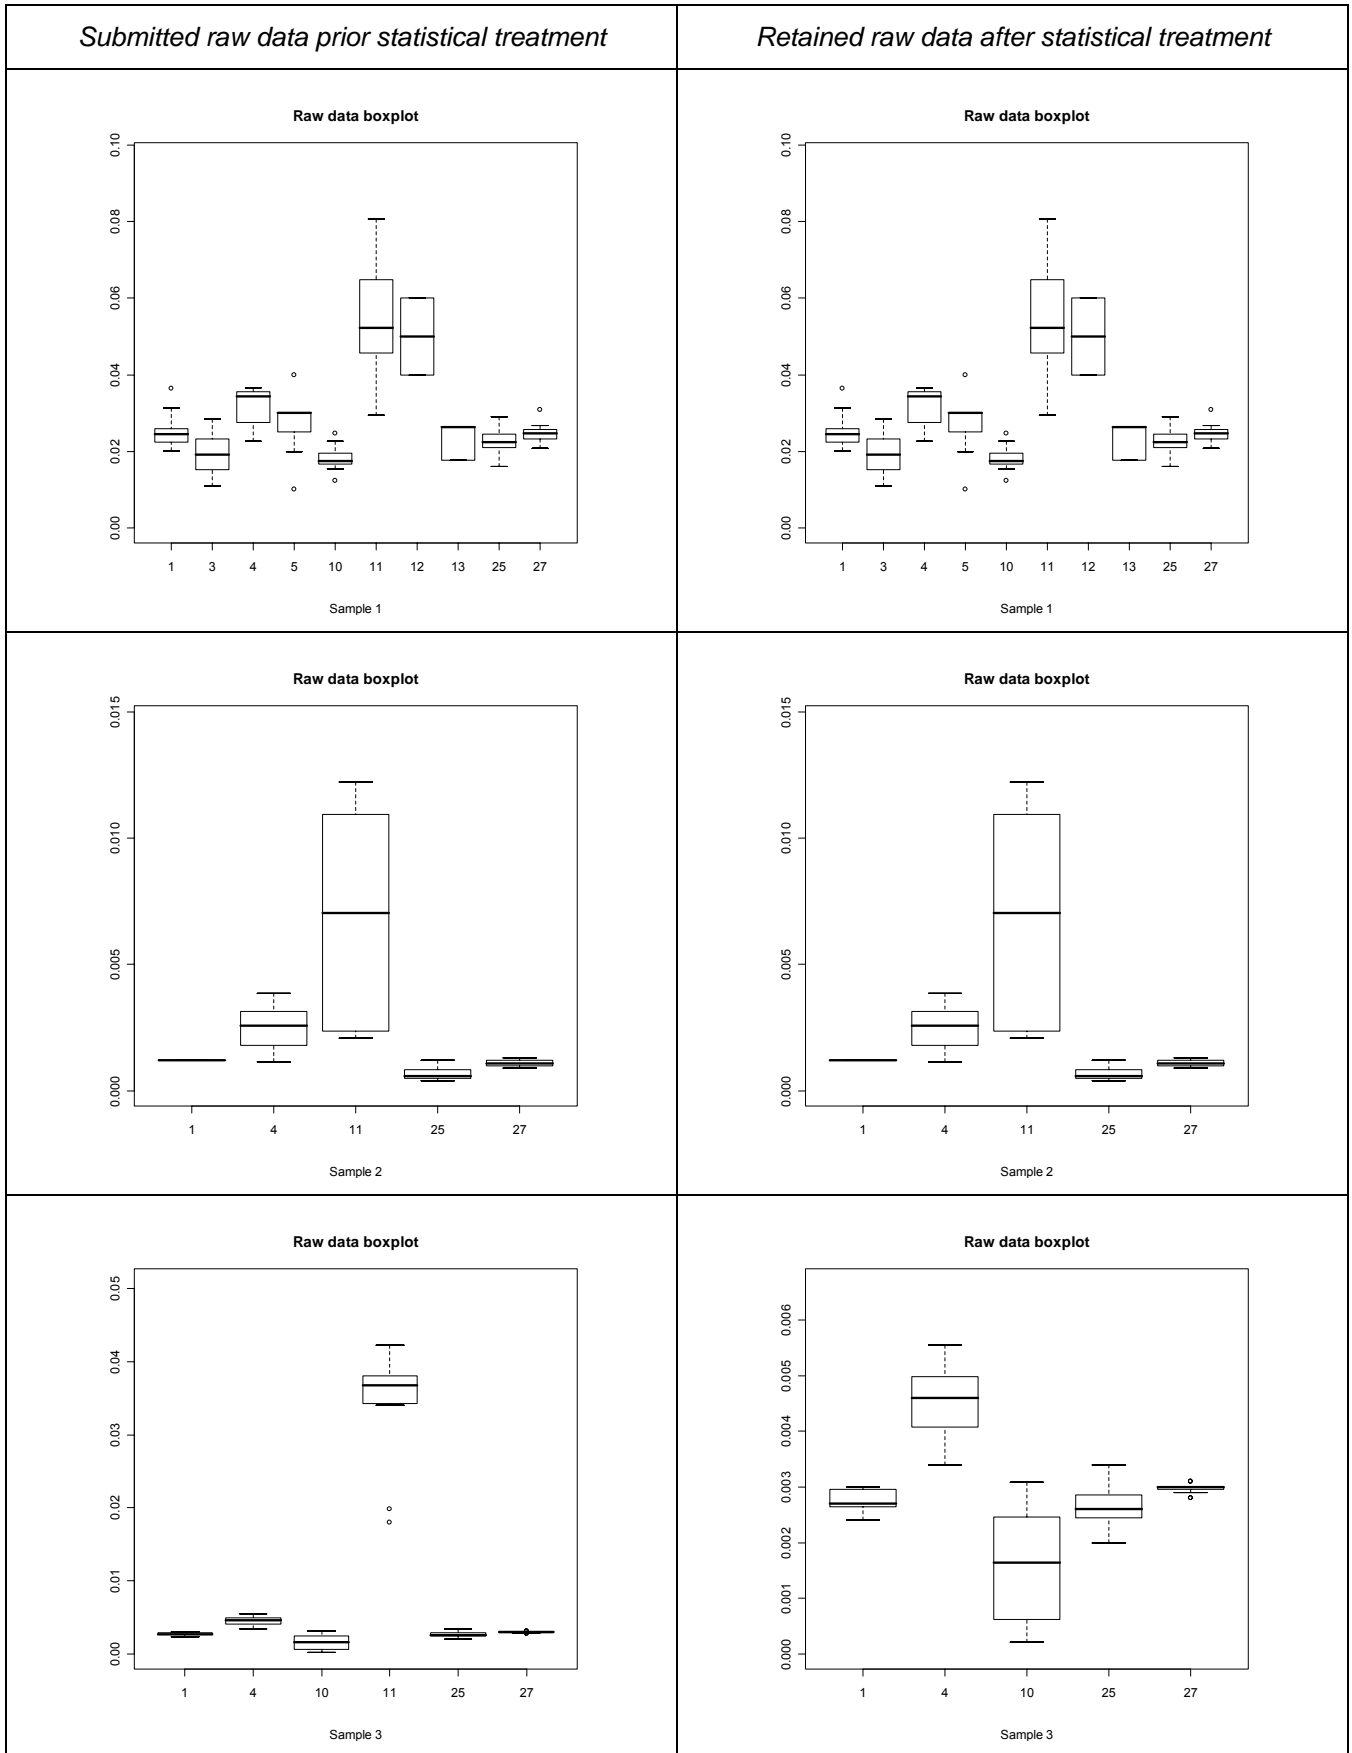 Submitted raw data prior statistical treatment
Retained raw data after statistical treatment
Raw data boxplot
0.10
0.08
0.06
0.04
0.02
0.00
1 3 4 5 10 11 12 13 25 27
Sample 1
Raw data boxplot
0.10
0.08
0.06
0.04
0.02
0.00
1 3 4 5 10 11 12 13 25 27
Sample 1
Raw data boxplot
0.015
0.010
0.005
0.000
1 4 11 25 27
Sample 2
Raw data boxplot
0.015
0.010
0.005
0.000
1 4 11 25 27
Sample 2
Raw data boxplot
0.05
0.04
0.03
0.02
0.01
0.00
1 4 10 11 25 27
Sample 3
Raw data boxplot
0.006
0.005
0.004
0.003
0.002
0.001
0.000
1 4 10 25 27
Sample 3